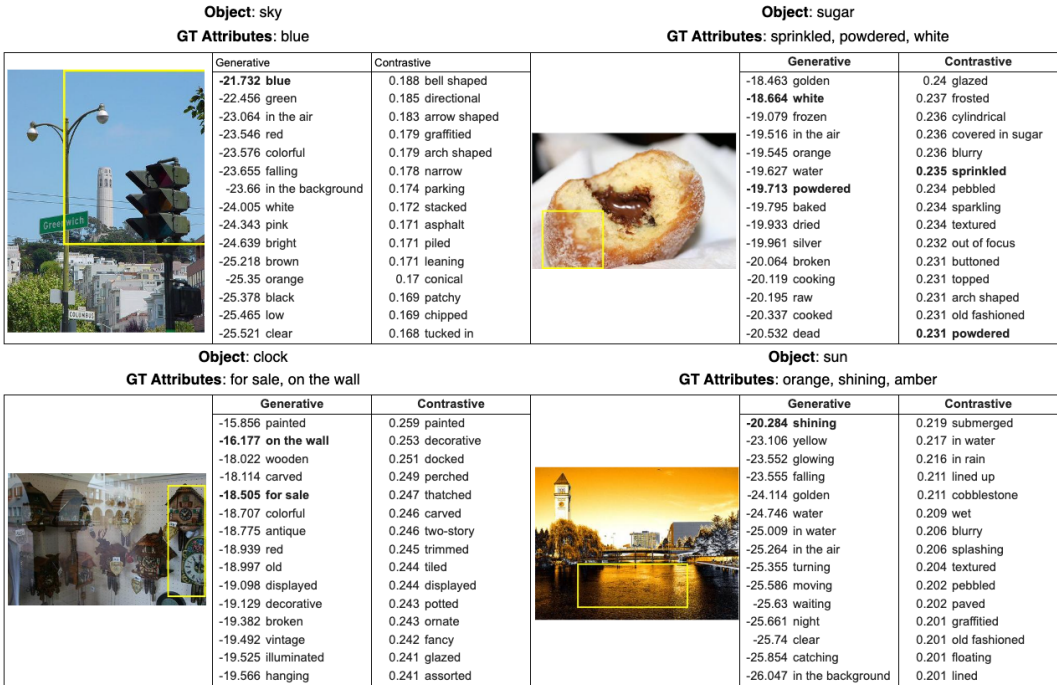 Object: sky
GT Attributes: blue
Generative Contrastive
-21.732 blue 0.188 bell shaped
-22.456 green 0.185 directional
-23.064 in the air 0.183 arrow shaped
-23.546 red 0.179 graffitied
-23.576 colorful 0.179 arch shaped
-23.655 falling 0.178 narrow
-23.66 in the background 0.174 parking
-24.005 white 0.172 stacked
-24.343 pink 0.171 asphalt
-24.639 bright 0.171 piled
-25.218 brown 0.171 leaning
-25.35 orange 0.17 conical
-25.378 black 0.169 patchy
-25.465 low 0.169 chipped
-25.521 clear 0.168 tucked in
Greenwich
COLUMBUS
Object: sugar
GT Attributes: sprinkled, powdered, white
Generative Contrastive
-18.463 golden 0.24 glazed
-18.664 white 0.237 frosted
-19.079 frozen 0.236 cylindrical
-19.516 in the air 0.236 covered in sugar
-19.545 orange 0.236 blurry
-19.627 water 0.235 sprinkled
-19.713 powdered 0.234 pebbled
-19.795 baked 0.234 sparkling
-19.933 dried 0.234 textured
-19.961 silver 0.232 out of focus
-20.064 broken 0.231 buttoned
-20.119 cooking 0.231 topped
-20.195 raw 0.231 arch shaped
-20.337 cooked 0.231 old fashioned
-20.532 dead 0.231 powdered
Object: clock
GT Attributes: for sale, on the wall
Generative Contrastive
-15.856 painted 0.259 painted
-16.177 on the wall 0.253 decorative
-18.022 wooden 0.251 docked
-18.114 carved 0.249 perched
-18.505 for sale 0.247 thatched
-18.707 colorful 0.246 carved
-18.775 antique 0.246 two-story
-18.939 red 0.245 trimmed
-18.997 old 0.244 tiled
-19.098 displayed 0.244 displayed
-19.129 decorative 0.243 potted
-19.382 broken 0.243 ornate
-19.492 vintage 0.242 fancy
-19.525 illuminated 0.241 glazed
-19.566 hanging 0.241 assorted
Object: sun
GT Attributes: orange, shining, amber
Generative Contrastive
-20.284 shining 0.219 submerged
-23.106 yellow 0.217 in water
-23.552 glowing 0.216 in rain
-23.555 falling 0.211 lined up
-24.114 golden 0.211 cobblestone
-24.746 water 0.209 wet
-25.009 in water 0.206 blurry
-25.264 in the air 0.206 splashing
-25.355 turning 0.204 textured
-25.586 moving 0.202 pebbled
-25.63 waiting 0.202 paved
-25.661 night 0.201 graffitied
-25.74 clear 0.201 old fashioned
-25.854 catching 0.201 floating
-26.047 in the background 0.201 lined